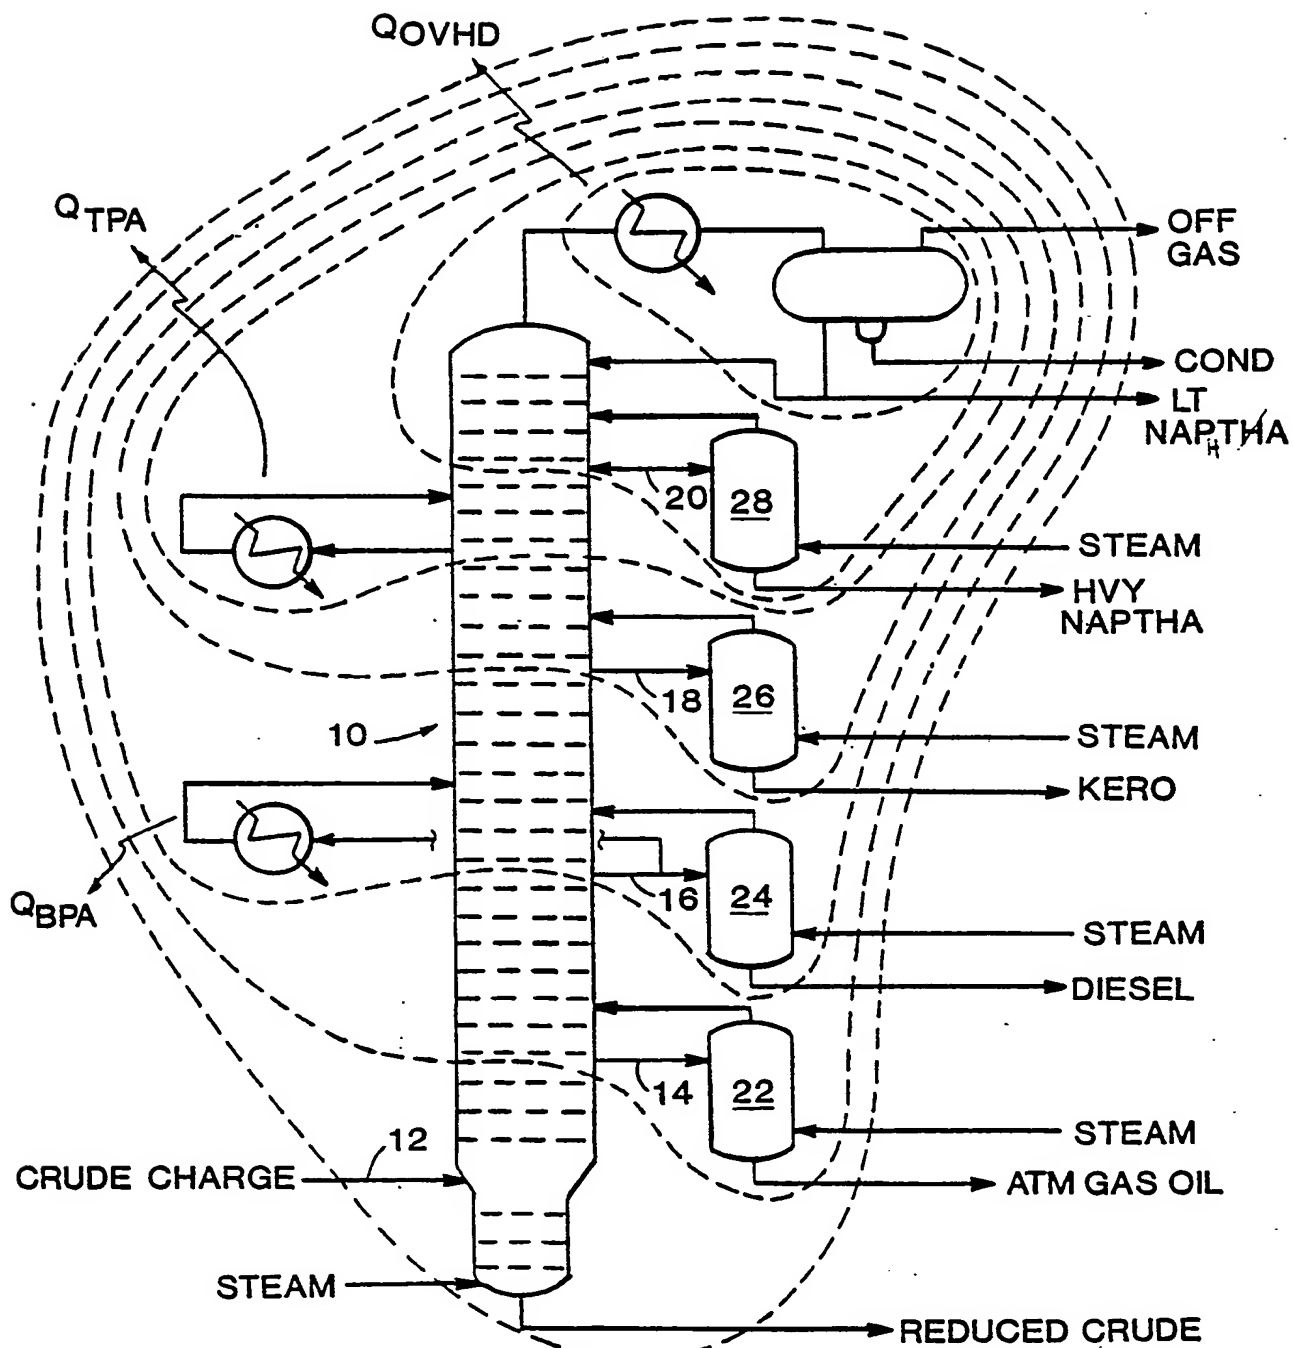 QOVHD
QTPA
OFF
GAS
COND
LT
NAPTHA
H
20
28
STEAM
HVY
NAPTHA
18
26
10
STEAM
KERO
16
24
QBPA
STEAM
DIESEL
14
22
STEAM
12
CRUDE CHARGE
ATM GAS OIL
STEAM
REDUCED CRUDE